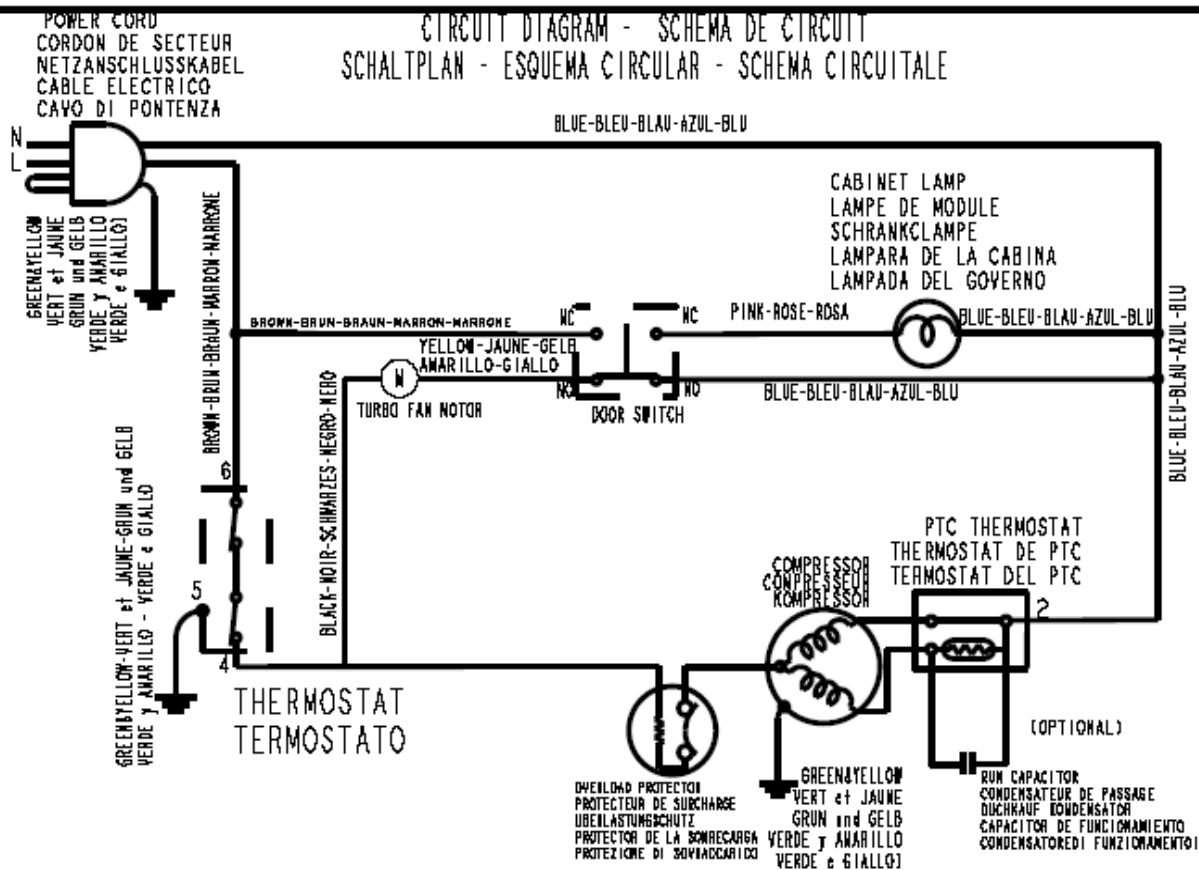 POWER CORD
CORDON DE SECTEUR
NETZANSCHLUSSKABEL
CABLE ELECTRICO
CAVO DI PONTENZA
CIRCUIT DIAGRAM - SCHEMA DE CIRCUIT
SCHALTPLAN - ESQUEMA CIRCULAR - SCHEMA CIRCUITALE
N
L
BLUE-BLEU-BLAU-AZUL-BLU
GREEN&YELLOW
VERT et JAUNE
GRUN und GELB
VERDE y AMARILLO
VERDE e GIALLO]
BROWN-BRUN-BRAUN-MARRON-MARRONE
CABINET LAMP
LAMPE DE MODULE
SCHRANKCLAMPE
LAMPARA DE LA CABINA
LAMPADA DEL GOVERNO
BROWN-BRUN-BRAUN-MARRON-MARRONE
NC
NC
PINK-ROSE-ROSA
BLUE-BLEU-BLAU-AZUL-BLU
YELLOW-JAUNE-GELB
AMARILLO-GIALLO
M
TURBO FAN MOTOR
NO
NO
DOOR SWITCH
BLUE-BLEU-BLAU-AZUL-BLU
BLUE-BLEU-BLAU-AZUL-BLU
BLACK-NOIR-SCHWARZES-NEGRO-NERO
GREEN&YELLOW-VERT et JAUNE-GRUN und GELB
VERDE y AMARILLO - VERDE e GIALLO
6
5
4
THERMOSTAT
TERMOSTATO
COMPRESSOR
COMPRESSEUR
KOMPRESSOR
PTC THERMOSTAT
THERMOSTAT DE PTC
TERMOSTAT DEL PTC
2
(OPTIONAL)
OVERLOAD PROTECTOR
PROTECTEUR DE SURCHARGE
UBERLASTUNGSCHUTZ
PROTECTOR DE LA SOBRECARGA
PROTEZIONE DI SOVRACCARICO
GREEN&YELLOW
VERT et JAUNE
GRUN und GELB
VERDE y AMARILLO
VERDE e GIALLO]
RUN CAPACITOR
CONDENSATEUR DE PASSAGE
KONDENSATOR
CAPACITOR DE FUNCIONAMIENTO
CONDENSATOREDI FUNZIONAMENTOI